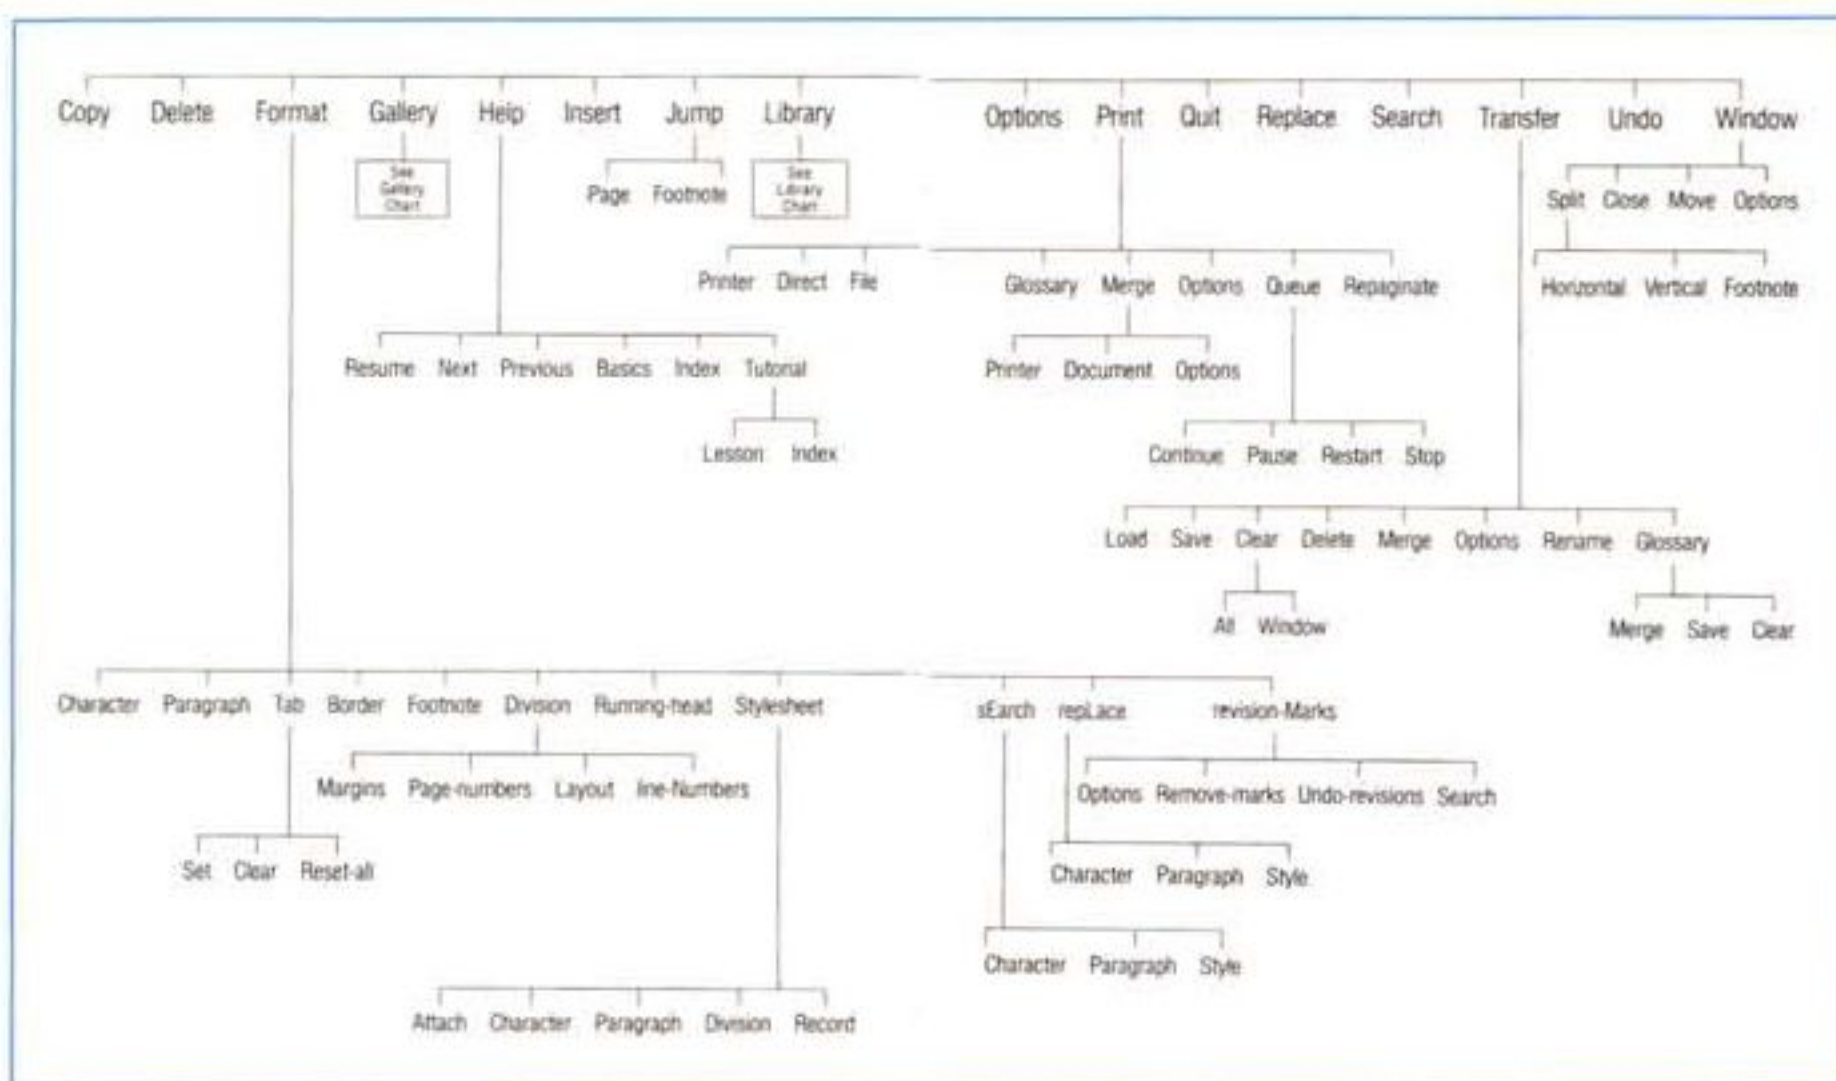 Copy Delete Format Gallery Help Insert Jump Library Options Print Quit Replace Search Transfer Undo Window
See
Gallery
Chart
Page Footnote
See
Library
Chart
Split Close Move Options
Printer Direct File Glossary Merge Options Queue Repaginate Horizontal Vertical Footnote
Resume Next Previous Basics Index Tutorial Printer Document Options
Lesson Index Continue Pause Restart Stop
Load Save Clear Delete Merge Options Rename Glossary
All Window Merge Save Clear
Character Paragraph Tab Border Footnote Division Running-head Stylesheet sEarch repLace revision-Marks
Margins Page-numbers Layout line-Numbers Options Remove-marks Undo-revisions Search
Set Clear Reset-all Character Paragraph Style
Character Paragraph Style
Attach Character Paragraph Division Record